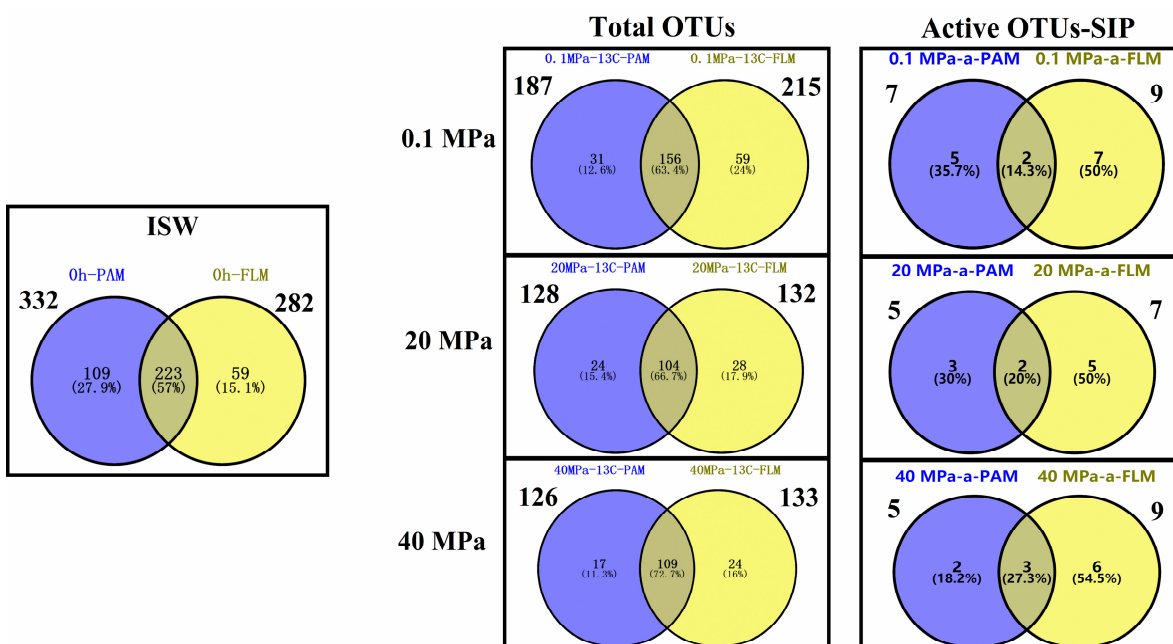 Total OTUs
Active OTUs-SIP
0.1 MPa
0.1MPa-13C-PAM
0.1MPa-13C-FLM
187
215
31
(12.6%)
156
(63.4%)
59
(24%)
0.1 MPa-a-PAM
0.1 MPa-a-FLM
7
9
5
(35.7%)
2
(14.3%)
7
(50%)
ISW
0h-PAM
0h-FLM
332
282
109
(27.9%)
223
(57%)
59
(15.1%)
20 MPa
20MPa-13C-PAM
20MPa-13C-FLM
128
132
24
(15.4%)
104
(66.7%)
28
(17.9%)
20 MPa-a-PAM
20 MPa-a-FLM
5
7
3
(30%)
2
(20%)
5
(50%)
40 MPa
40MPa-13C-PAM
40MPa-13C-FLM
126
133
17
(11.3%)
109
(72.7%)
24
(16%)
40 MPa-a-PAM
40 MPa-a-FLM
5
9
2
(18.2%)
3
(27.3%)
6
(54.5%)